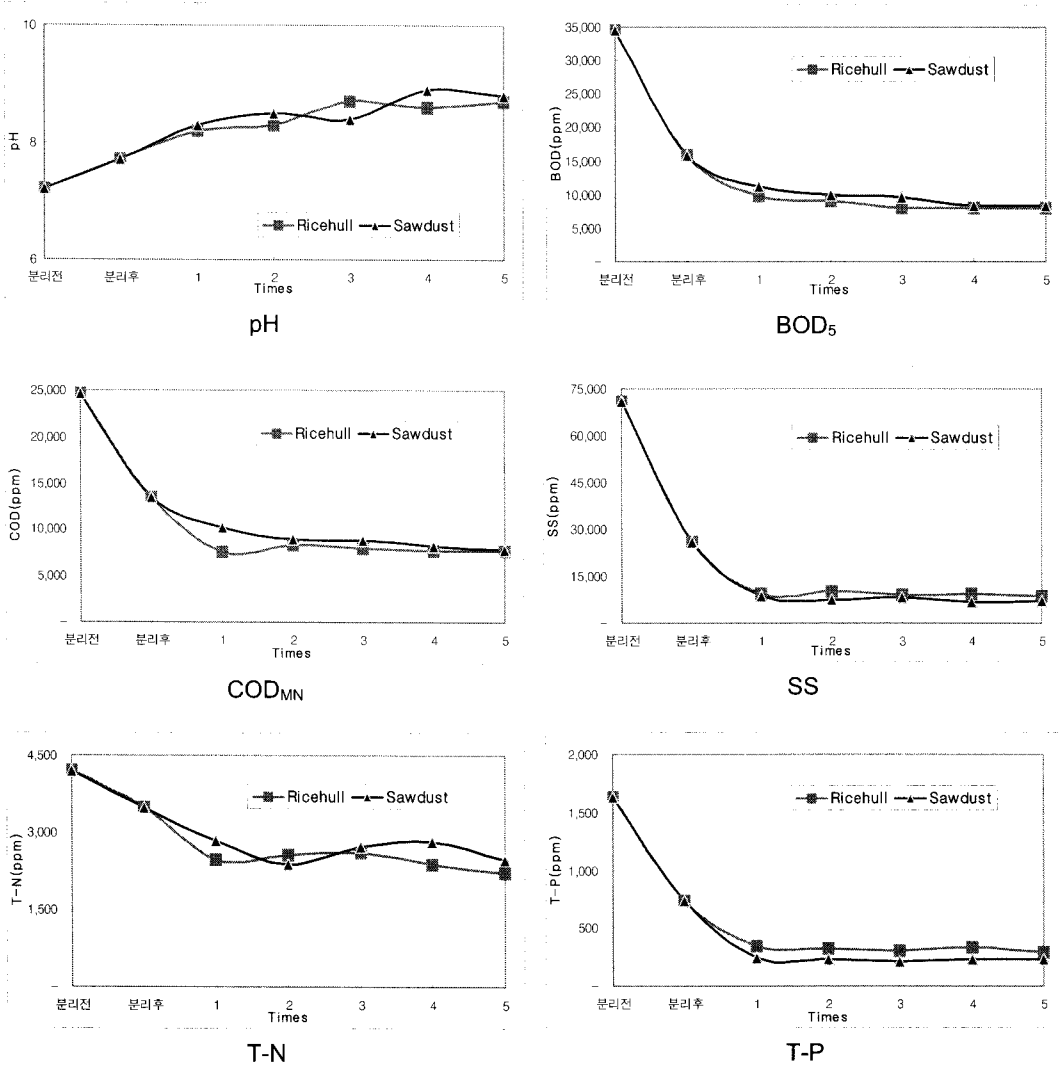 10
8
6
pH
Ricehull
Sawdust
분리전 분리후 1 2 3 4 5
Times
pH
35,000
30,000
25,000
20,000
15,000
10,000
5,000
–
BOD(ppm)
Ricehull
Sawdust
분리전 분리후 1 2 3 4 5
Times
BOD₅
25,000
20,000
15,000
10,000
5,000
–
COD(ppm)
Ricehull
Sawdust
분리전 분리후 1 2 3 4 5
Times
COD_MN
75,000
60,000
45,000
30,000
15,000
–
SS(ppm)
Ricehull
Sawdust
분리전 분리후 1 2 3 4 5
Times
SS
4,500
3,000
1,500
–
T-N(ppm)
Ricehull
Sawdust
분리전 분리후 1 2 3 4 5
Times
T-N
2,000
1,500
1,000
500
–
T-P(ppm)
Ricehull
Sawdust
분리전 분리후 1 2 3 4 5
Times
T-P